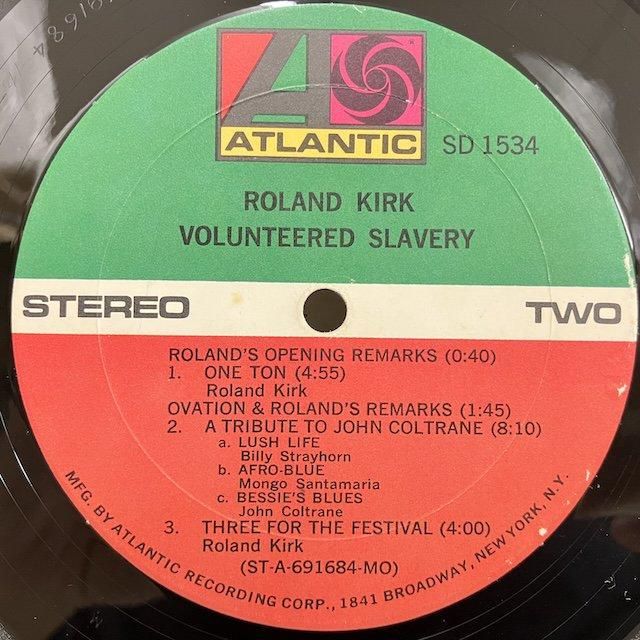 ATLANTIC
SD 1534
ROLAND KIRK
VOLUNTEERED SLAVERY
STEREO
TWO
ROLAND'S OPENING REMARKS (0:40)
1. ONE TON (4:55)
Roland Kirk
OVATION & ROLAND'S REMARKS (1:45)
2. A TRIBUTE TO JOHN COLTRANE (8:10)
a. LUSH LIFE
Billy Strayhorn
b. AFRO-BLUE
Mongo Santamaria
c. BESSIE'S BLUES
John Coltrane
3. THREE FOR THE FESTIVAL (4:00)
Roland Kirk
(ST-A-691684-MO)
MFG. BY ATLANTIC RECORDING CORP., 1841 BROADWAY, NEW YORK, N.Y.